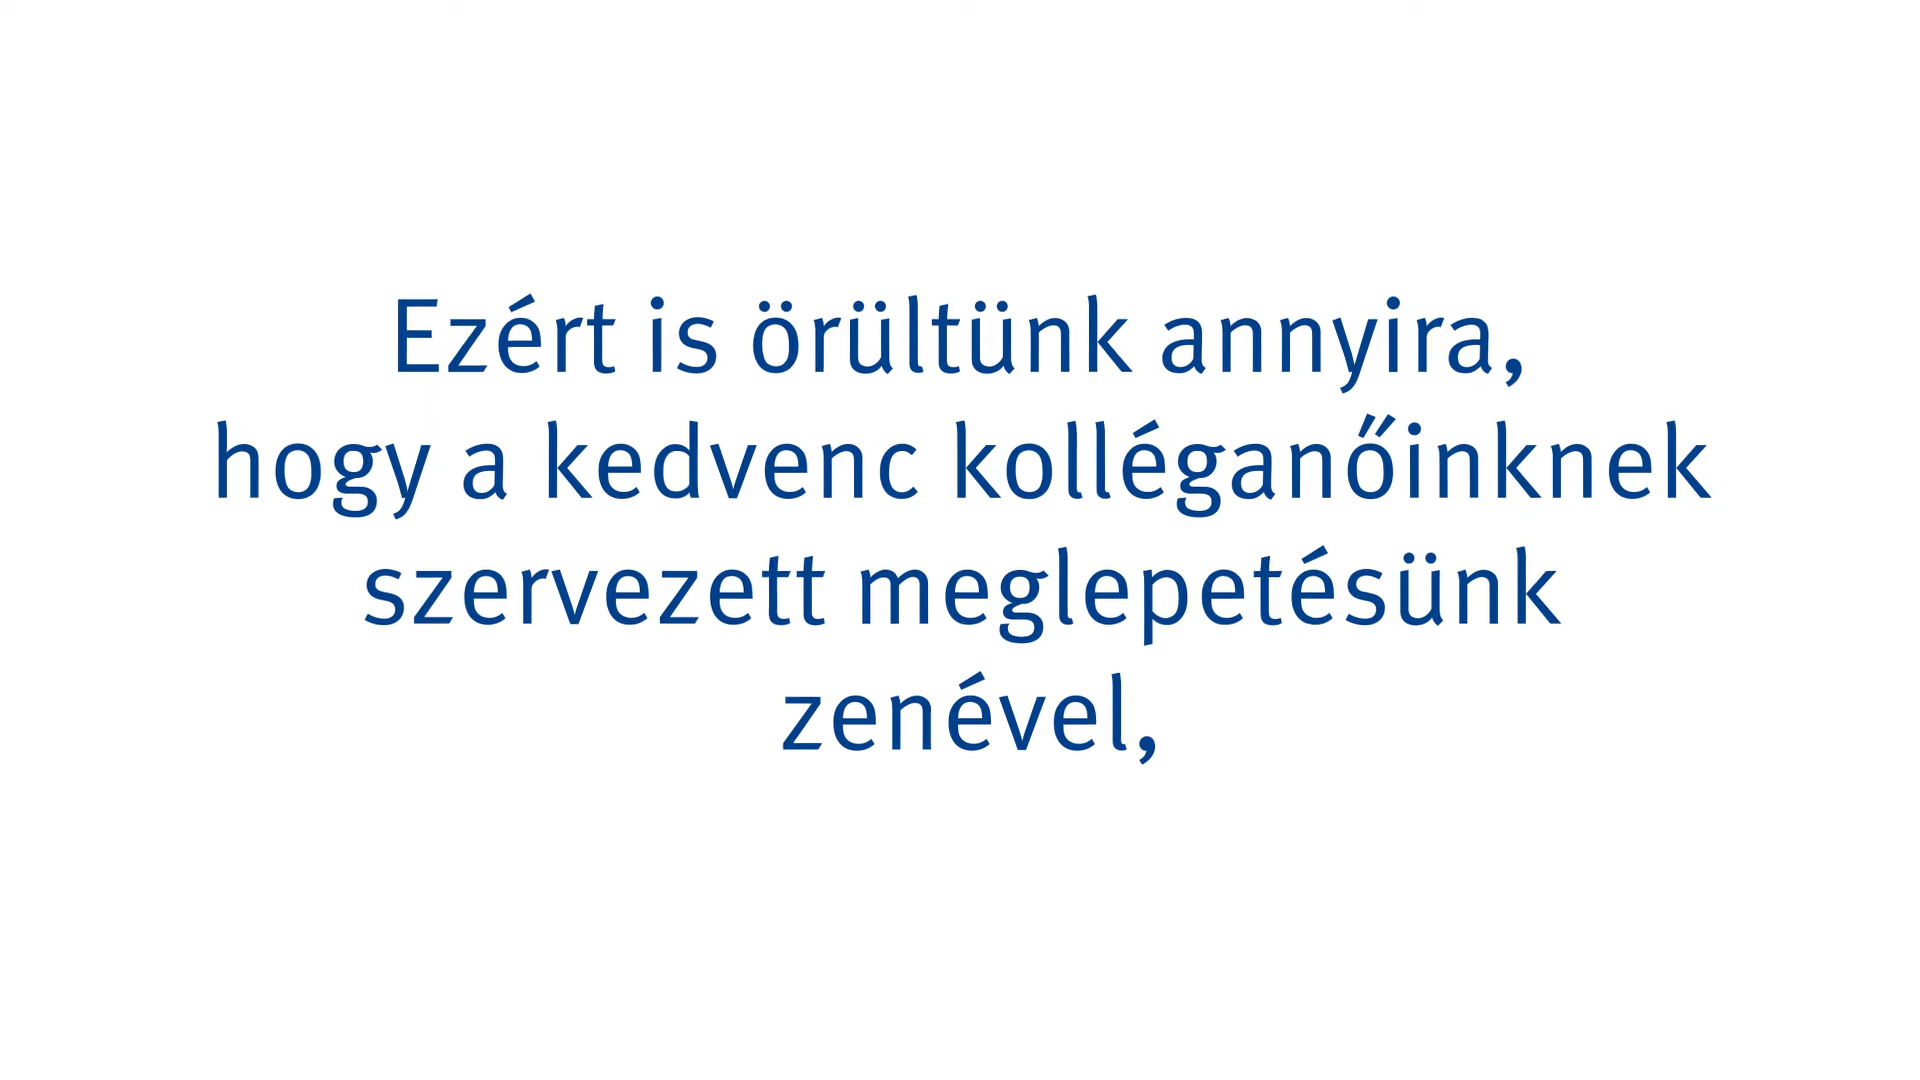 Ezért is örültünk annyira,
hogy a kedvenc kolléganőinknek
szervezett meglepetésünk
zenével,